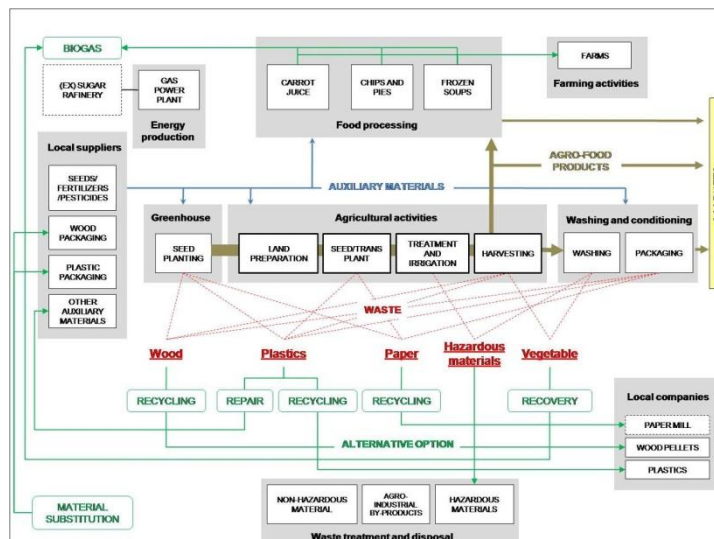 BIOGAS
(EX) SUGAR
RAFINERY
GAS
POWER
PLANT
Energy
production
CARROT
JUICE
CHIPS AND
PIES
FROZEN
SOUPS
Food processing
FARMS
Farming activities
Local suppliers
SEEDS/
FERTILIZERS
/PESTICIDES
WOOD
PACKAGING
PLASTIC
PACKAGING
OTHER
AUXILIARY
MATERIALS
AGRO-FOOD
PRODUCTS
AUXILIARY MATERIALS
Greenhouse
SEED
PLANTING
Agricultural activities
LAND
PREPARATION
SEED/TRANS
PLANT
TREATMENT
AND
IRRIGATION
HARVESTING
Washing and conditioning
WASHING
PACKAGING
WASTE
Wood
Plastics
Paper
Hazardous
materials
Vegetable
RECYCLING
REPAIR
RECYCLING
RECYCLING
RECOVERY
Local companies
PAPER MILL
WOOD PELLETS
PLASTICS
ALTERNATIVE OPTION
MATERIAL
SUBSTITUTION
NON-HAZARDOUS
MATERIAL
AGRO-
INDUSTRIAL
BY-PRODUCTS
HAZARDOUS
MATERIALS
Waste treatment and disposal